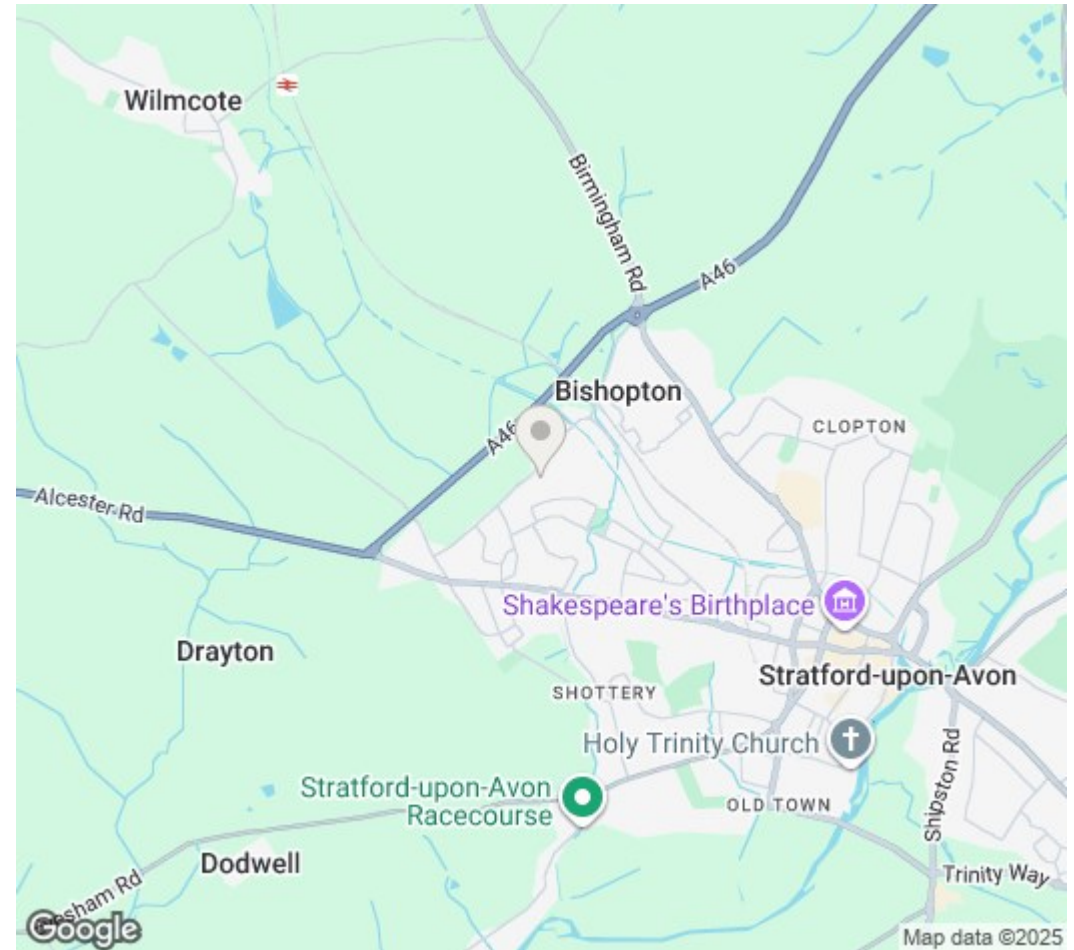 Wilmcote
Birmingham Rd
A46
Bishopton
CLOPTON
A46
Alcester Rd
Shakespeare's Birthplace
Drayton
Stratford-upon-Avon
SHOTTERY
Holy Trinity Church
Stratford-upon-Avon
Racecourse
OLD TOWN
Shipston Rd
Dodwell
Trinity Way
Google
Map data ©2025